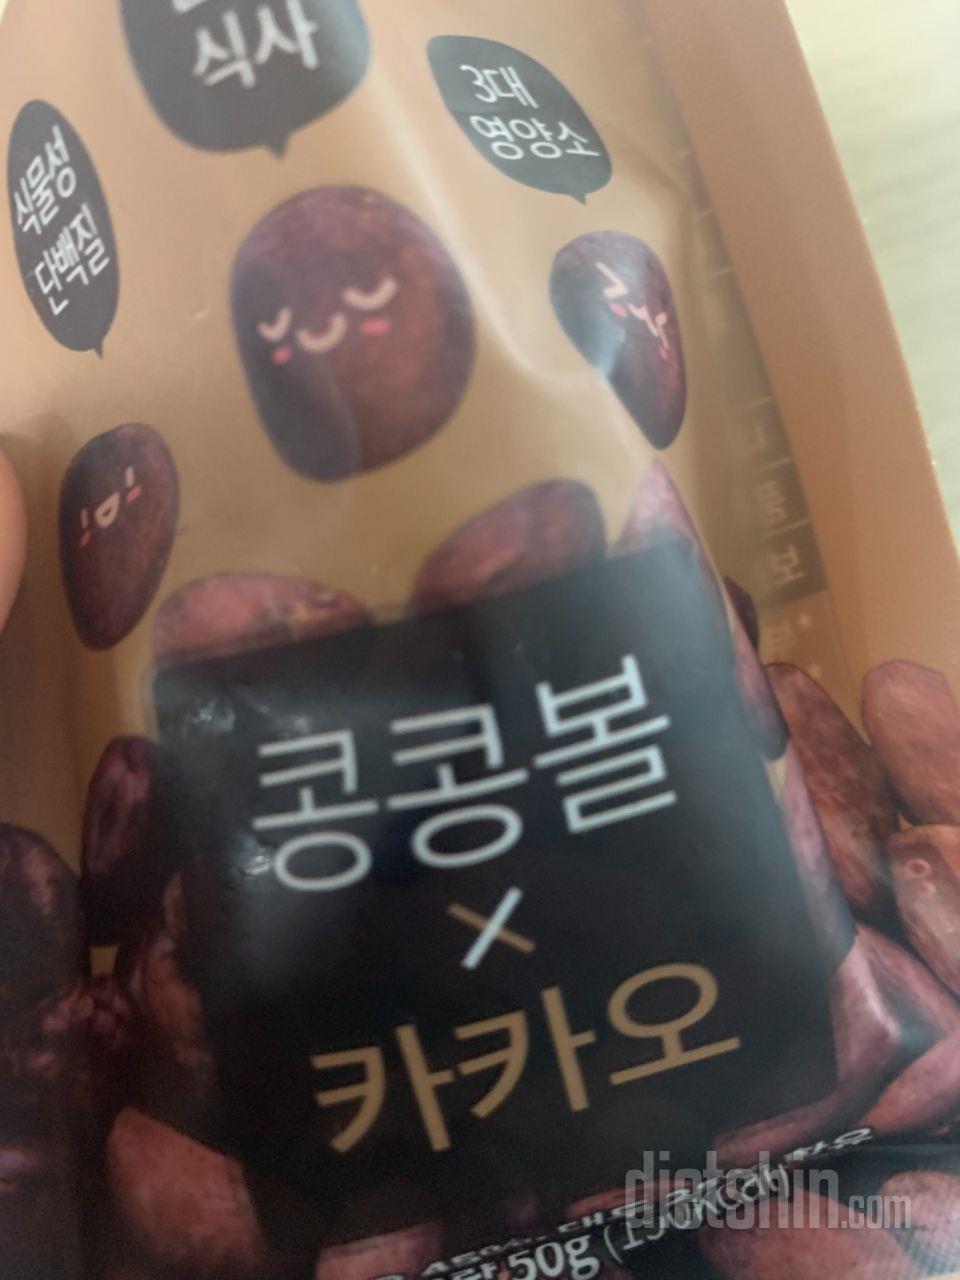 식사
3대
영양소
식물성
단백질
콩콩볼
×
카카오
50g
dietshin.com